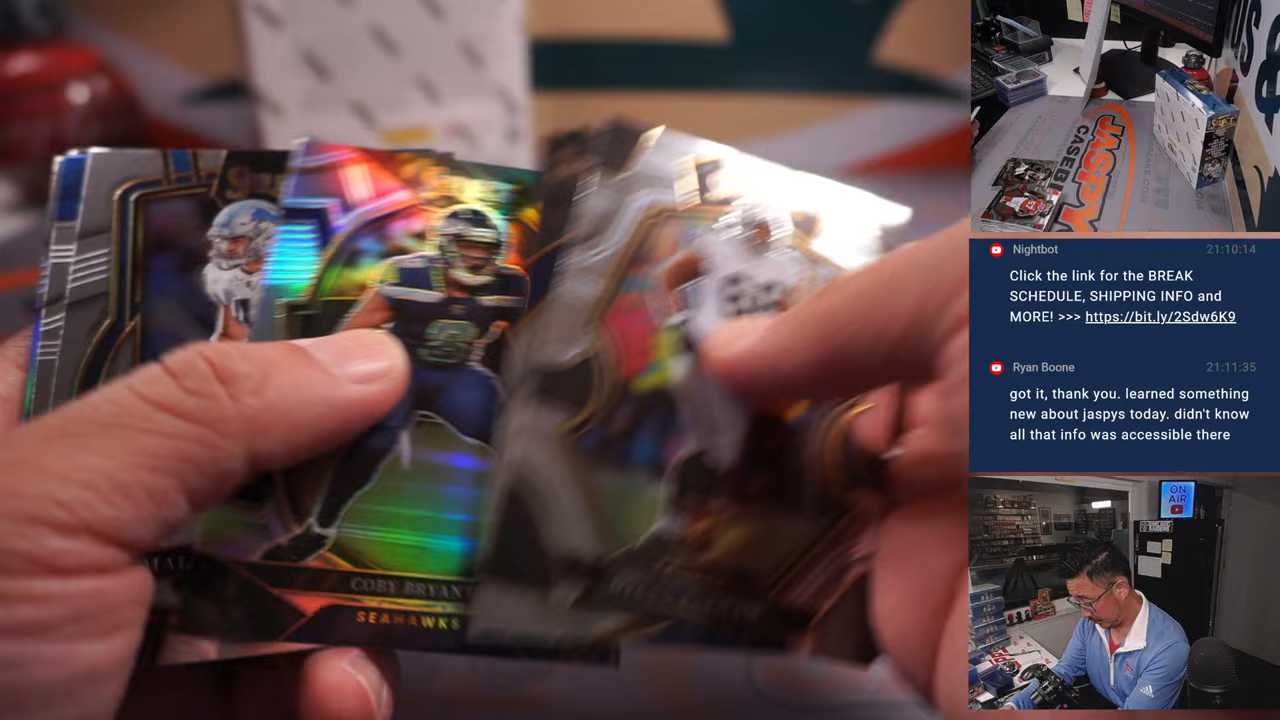 COBY BRYANT
SEAHAWKS
JASPYS
CASEB
Nightbot 21:10:14
Click the link for the BREAK
SCHEDULE, SHIPPING INFO and
MORE! >>> https://bit.ly/2Sdw6K9
Ryan Boone 21:11:35
got it, thank you. learned something
new about jaspys today. didn't know
all that info was accessible there
ON
AIR